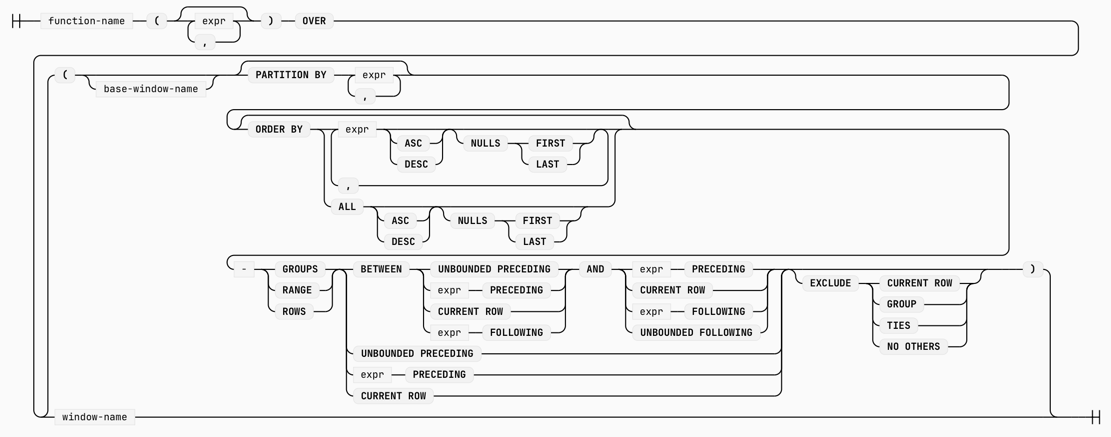 function-name ( expr ) OVER
,
( PARTITION BY expr
base-window-name ,
ORDER BY expr ASC NULLS FIRST
DESC LAST
,
ALL ASC NULLS FIRST
DESC LAST
- GROUPS BETWEEN UNBOUNDED PRECEDING AND expr PRECEDING EXCLUDE CURRENT ROW )
RANGE expr PRECEDING CURRENT ROW GROUP
ROWS CURRENT ROW expr FOLLOWING TIES
expr FOLLOWING UNBOUNDED FOLLOWING NO OTHERS
UNBOUNDED PRECEDING
expr PRECEDING
CURRENT ROW
window-name